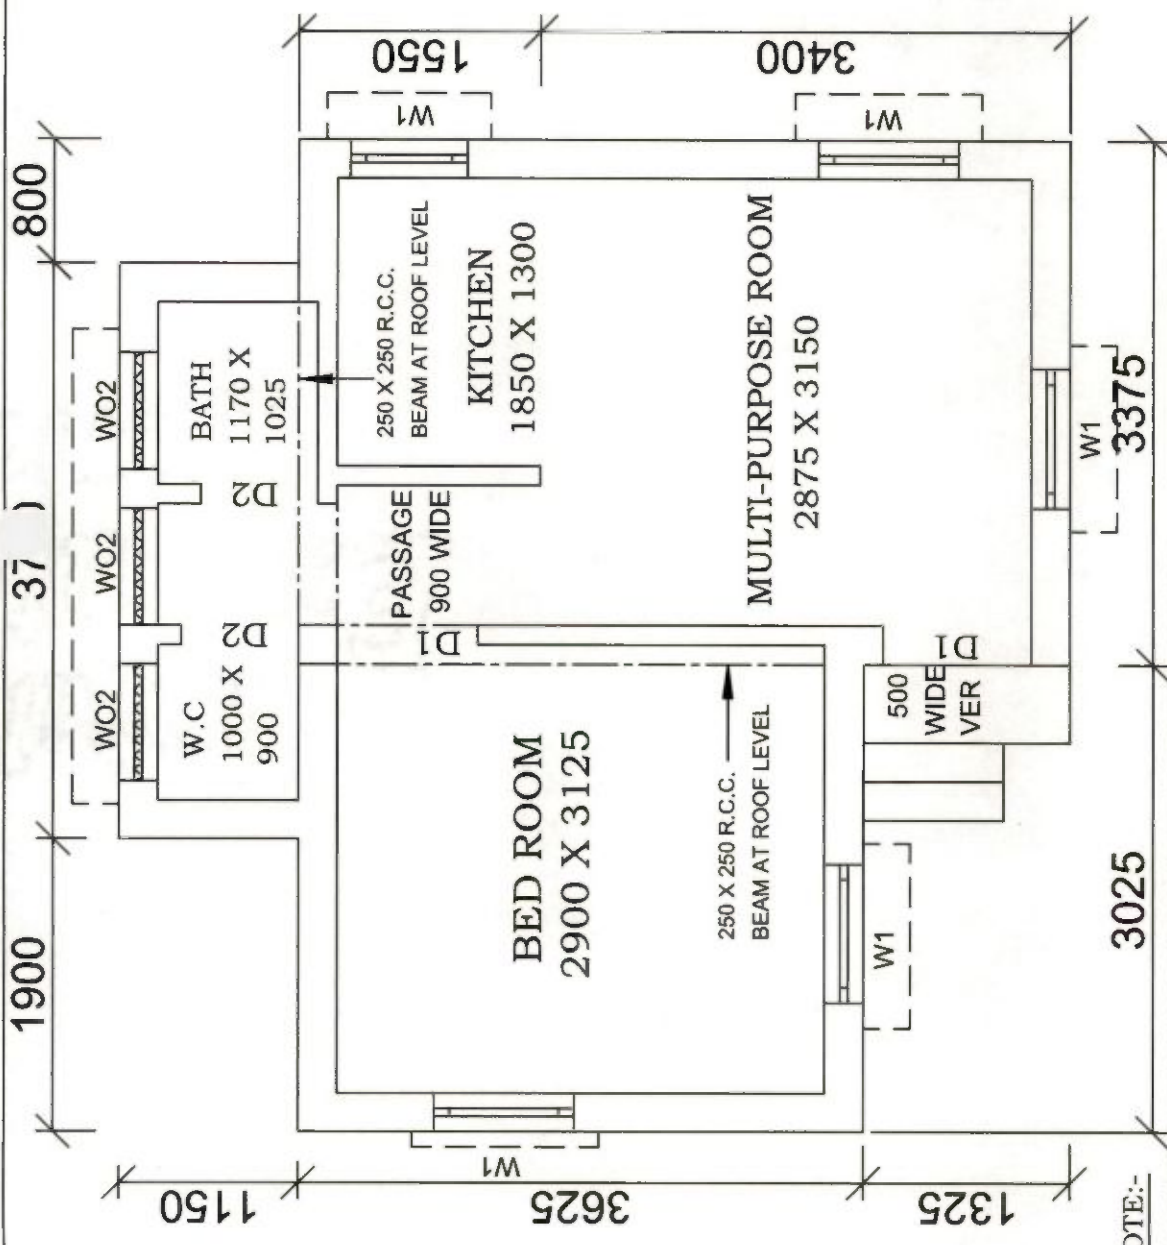 800
37
1900
1550
3400
1150
3625
1325
3375
3025
WO2
WO2
WO2
BATH
1170 X
1025
D2
D2
W.C
1000 X
900
W1
W1
250 X 250 R.C.C.
BEAM AT ROOF LEVEL
KITCHEN
1850 X 1300
PASSAGE
900 WIDE
D1
MULTI-PURPOSE ROOM
2875 X 3150
W1
D1
500
WIDE
VER
BED ROOM
2900 X 3125
250 X 250 R.C.C.
BEAM AT ROOF LEVEL
W1
W1
OTE:-